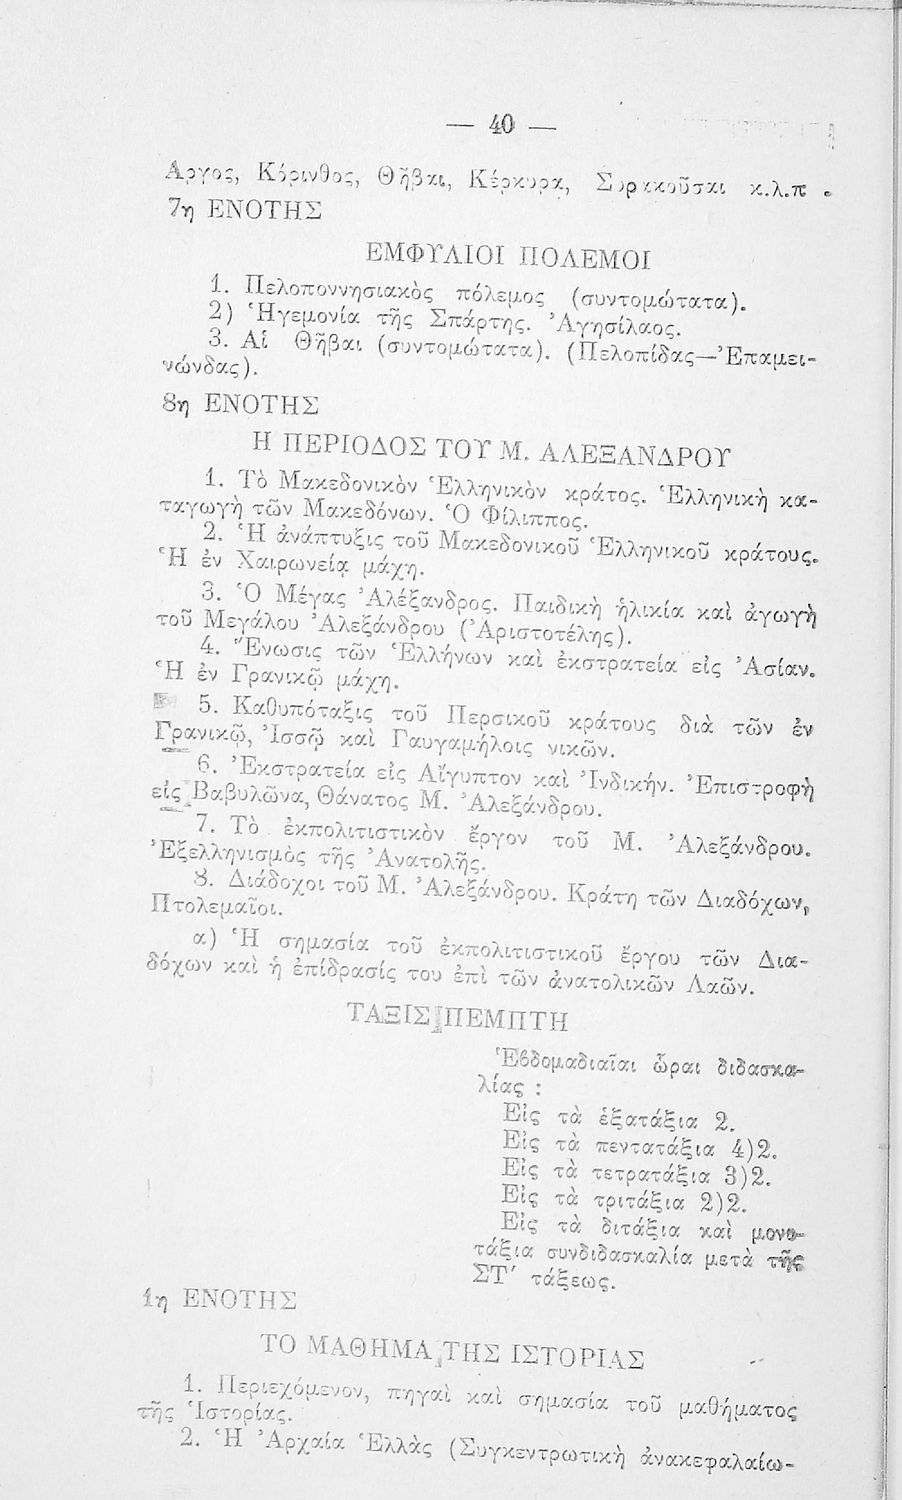 — 40 —
Αργος, Κόρινθος, Θῆβαι, Κέρκυρα, Συρακοῦσαι κ.λ.π .
7η ΕΝΟΤΗΣ
ΕΜΦΥΛΙΟΙ ΠΟΛΕΜΟΙ
1. Πελοποννησιακὸς πόλεμος (συντομώτατα).
2) Ἡγεμονία τῆς Σπάρτης. Ἀγησίλαος.
3. Αἱ Θῆβαι (συντομώτατα). (Πελοπίδας—Ἐπαμει-
νώνδας).
8η ΕΝΟΤΗΣ
Η ΠΕΡΙΟΔΟΣ ΤΟΥ Μ. ΑΛΕΞΑΝΔΡΟΥ
1. Τὸ Μακεδονικὸν Ἑλληνικὸν κράτος. Ἑλληνικὴ κα-
ταγωγὴ τῶν Μακεδόνων. Ὁ Φίλιππος.
2. Ἡ ἀνάπτυξις τοῦ Μακεδονικοῦ Ἑλληνικοῦ κράτους.
Ἡ ἐν Χαιρωνείᾳ μάχη.
3. Ὁ Μέγας Ἀλέξανδρος. Παιδικὴ ἡλικία καὶ ἀγωγὴ
τοῦ Μεγάλου Ἀλεξάνδρου (Ἀριστοτέλης).
4. Ἕνωσις τῶν Ἑλλήνων καὶ ἐκστρατεία εἰς Ἀσίαν.
Ἡ ἐν Γρανικῷ μάχη.
5. Καθυπόταξις τοῦ Περσικοῦ κράτους διὰ τῶν ἐν
Γρανικῷ, Ἰσσῷ καὶ Γαυγαμήλοις νικῶν.
6. Ἐκστρατεία εἰς Αἴγυπτον καὶ Ἰνδικήν. Ἐπιστροφὴ
εἰς Βαβυλῶνα, Θάνατος Μ. Ἀλεξάνδρου.
7. Τὸ ἐκπολιτιστικὸν ἔργον τοῦ Μ. Ἀλεξάνδρου.
Ἐξελληνισμὸς τῆς Ἀνατολῆς.
8. Διάδοχοι τοῦ Μ. Ἀλεξάνδρου. Κράτη τῶν Διαδόχων,
Πτολεμαῖοι.
α) Ἡ σημασία τοῦ ἐκπολιτιστικοῦ ἔργου τῶν Δια-
δόχων καὶ ἡ ἐπίδρασίς του ἐπὶ τῶν ἀνατολικῶν Λαῶν.
ΤΑΞΙΣ ΠΕΜΠΤΗ
Ἑβδομαδιαῖαι ὧραι διδασκα-
λίας :
Εἰς τὰ ἑξατάξια 2.
Εἰς τὰ πεντατάξια 4)2.
Εἰς τὰ τετρατάξια 3)2.
Εἰς τὰ τριτάξια 2)2.
Εἰς τὰ διτάξια καὶ μονο-
τάξια συνδιδασκαλία μετὰ τῆς
ΣΤ' τάξεως.
1η ΕΝΟΤΗΣ
ΤΟ ΜΑΘΗΜΑ ΤΗΣ ΙΣΤΟΡΙΑΣ
1. Περιεχόμενον, πηγαὶ καὶ σημασία τοῦ μαθήματος
τῆς Ἱστορίας.
2. Ἡ Ἀρχαία Ἑλλὰς (Συγκεντρωτικὴ ἀνακεφαλαίω-